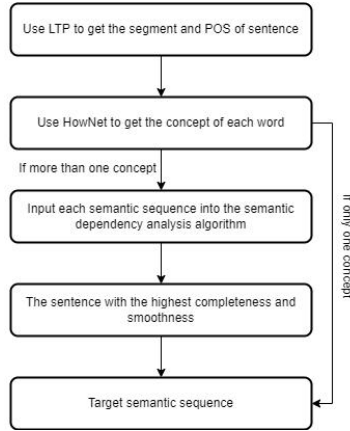 Use LTP to get the segment and POS of sentence
Use HowNet to get the concept of each word
If more than one concept
If only one concept
Input each semantic sequence into the semantic
dependency analysis algorithm
The sentence with the highest completeness and
smoothness
Target semantic sequence